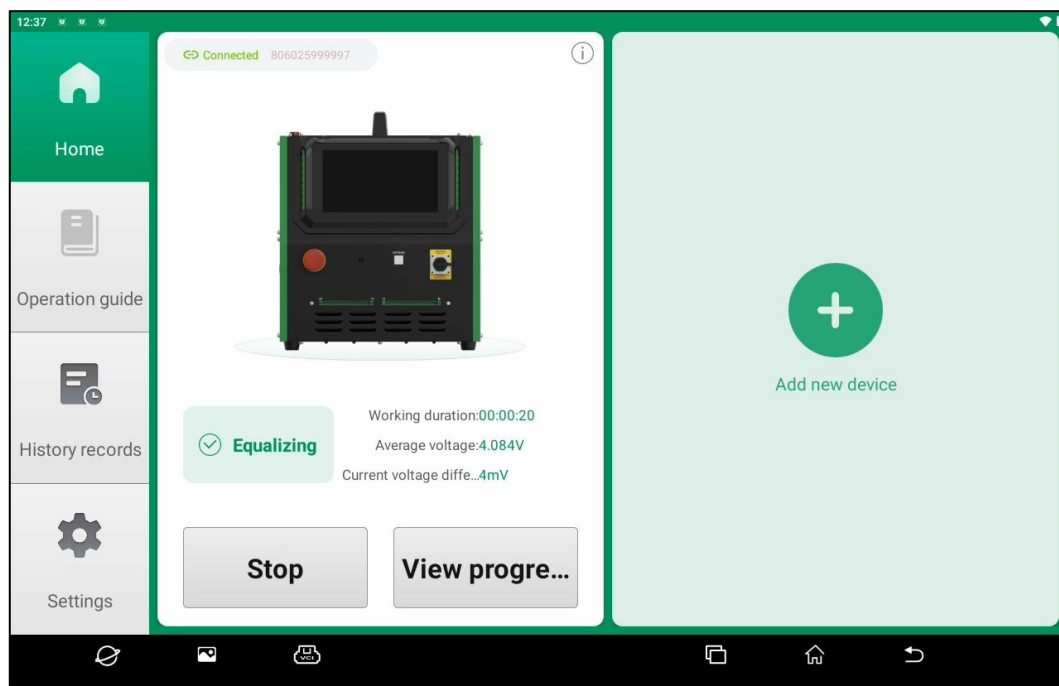 12:37
Connected 806025999997
Home
Operation guide
History records
Settings
Equalizing
Working duration:00:00:20
Average voltage:4.084V
Current voltage diffe...4mV
Stop
View progre...
Add new device
VCI